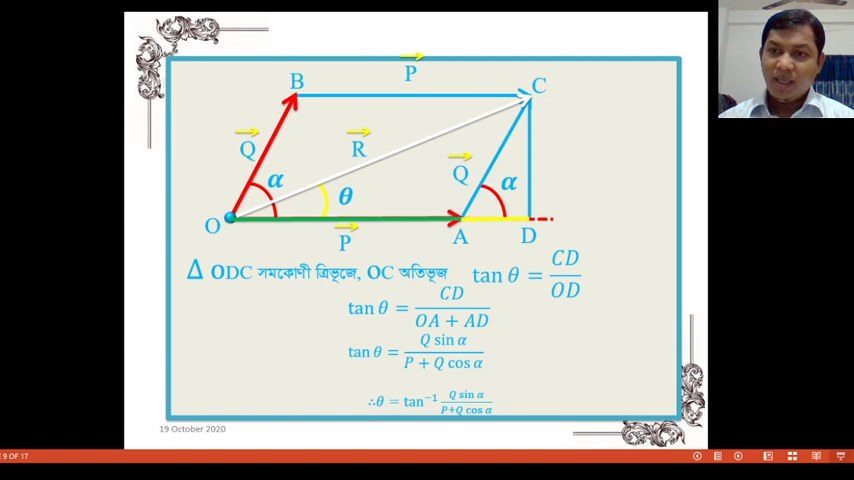 P
B
C
Q
R
α
θ
Q
α
O
P
A
D
Δ ODC সমকোণী ত্রিভূজে, OC অতিভূজ tan θ = CD/OD
tan θ = CD/(OA + AD)
tan θ = Q sin α/(P + Q cos α)
∴θ = tan⁻¹ Q sin α/(P+Q cos α)
19 October 2020
E 9 OF 17